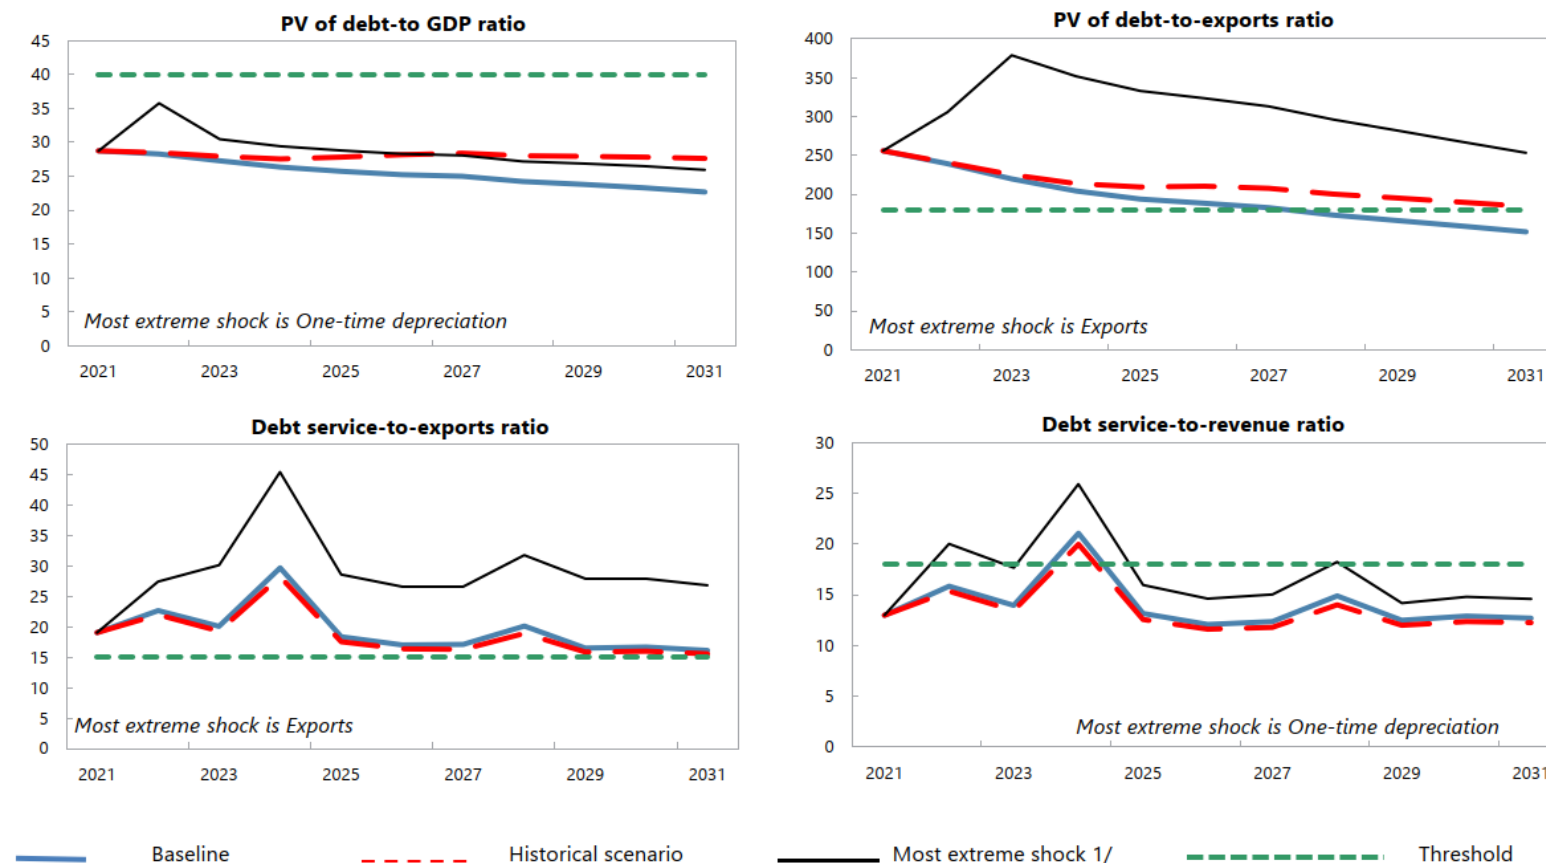 PV of debt-to GDP ratio
45
40
35
30
25
20
15
10
5
0
Most extreme shock is One-time depreciation
2021 2023 2025 2027 2029 2031
PV of debt-to-exports ratio
400
350
300
250
200
150
100
50
0
Most extreme shock is Exports
2021 2023 2025 2027 2029 2031
Debt service-to-exports ratio
50
45
40
35
30
25
20
15
10
5
0
Most extreme shock is Exports
2021 2023 2025 2027 2029 2031
Debt service-to-revenue ratio
30
25
20
15
10
5
0
Most extreme shock is One-time depreciation
2021 2023 2025 2027 2029 2031
Baseline Historical scenario Most extreme shock 1/ Threshold